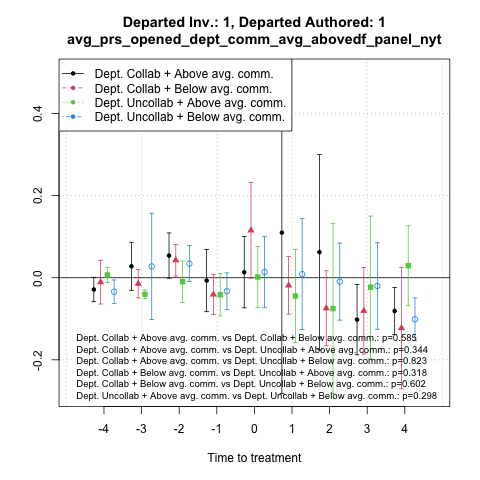 Departed Inv.: 1, Departed Authored: 1
avg_prs_opened_dept_comm_avg_abovedf_panel_nyt
Dept. Collab + Above avg. comm.
Dept. Collab + Below avg. comm.
Dept. Uncollab + Above avg. comm.
Dept. Uncollab + Below avg. comm.
0.4
0.2
0.0
-0.2
Dept. Collab + Above avg. comm. vs Dept. Collab + Below avg. comm.: p=0.585
Dept. Collab + Above avg. comm. vs Dept. Uncollab + Above avg. comm.: p=0.344
Dept. Collab + Above avg. comm. vs Dept. Uncollab + Below avg. comm.: p=0.823
Dept. Collab + Below avg. comm. vs Dept. Uncollab + Above avg. comm.: p=0.318
Dept. Collab + Below avg. comm. vs Dept. Uncollab + Below avg. comm.: p=0.602
Dept. Uncollab + Above avg. comm. vs Dept. Uncollab + Below avg. comm.: p=0.298
-4 -3 -2 -1 0 1 2 3 4
Time to treatment